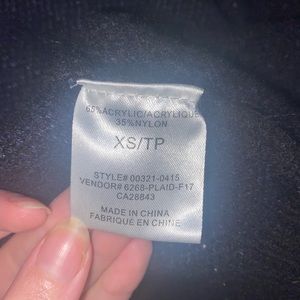 65%ACRYLIC/ACRYLIQUE
35%NYLON
XS/TP
STYLE# 00321-0415
VENDOR# 6268-PLAID-F17
CA28843
MADE IN CHINA
FABRIQUE EN CHINE